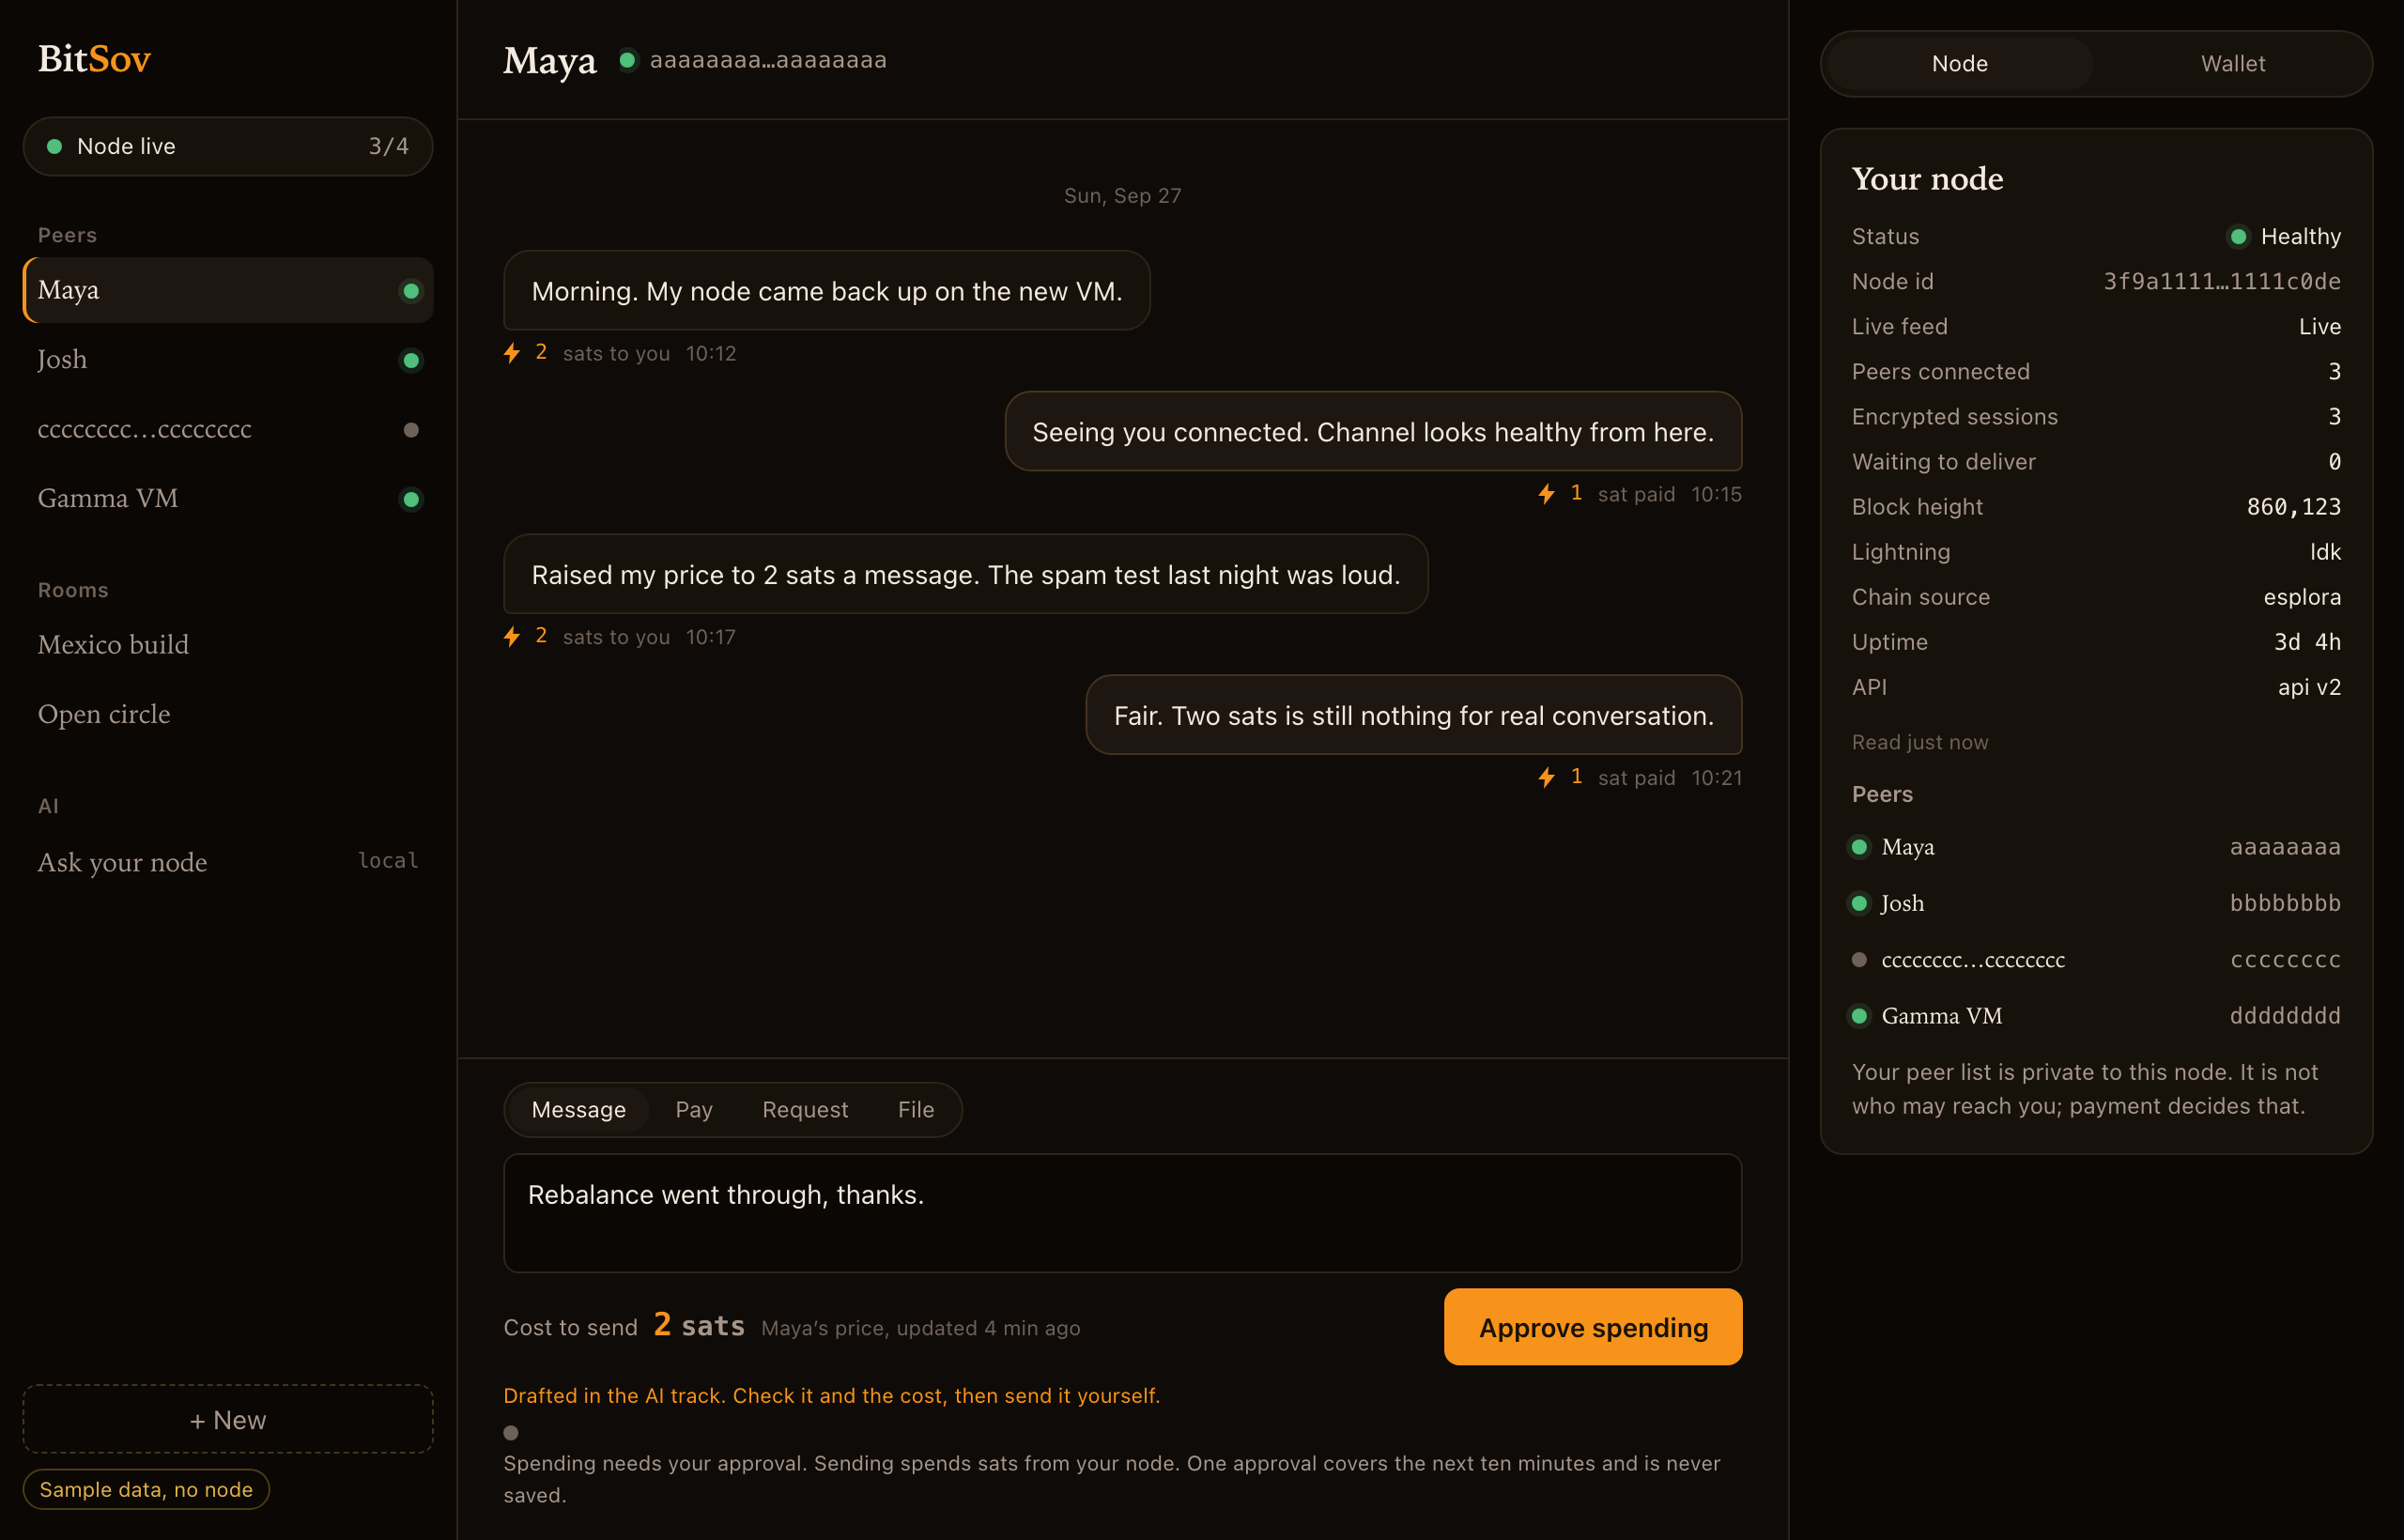 BitSov
Node live 3/4
Peers
Maya
Josh
cccccccc…cccccccc
Gamma VM
Rooms
Mexico build
Open circle
AI
Ask your node local
+ New
Sample data, no node
Maya aaaaaaaa…aaaaaaaa
Sun, Sep 27
Morning. My node came back up on the new VM.
2 sats to you 10:12
Seeing you connected. Channel looks healthy from here.
1 sat paid 10:15
Raised my price to 2 sats a message. The spam test last night was loud.
2 sats to you 10:17
Fair. Two sats is still nothing for real conversation.
1 sat paid 10:21
Message Pay Request File
Rebalance went through, thanks.
Cost to send 2 sats Maya’s price, updated 4 min ago
Approve spending
Drafted in the AI track. Check it and the cost, then send it yourself.
Spending needs your approval. Sending spends sats from your node. One approval covers the next ten minutes and is never
saved.
Node Wallet
Your node
Status Healthy
Node id 3f9a1111…1111c0de
Live feed Live
Peers connected 3
Encrypted sessions 3
Waiting to deliver 0
Block height 860,123
Lightning ldk
Chain source esplora
Uptime 3d 4h
API api v2
Read just now
Peers
Maya aaaaaaaa
Josh bbbbbbbb
cccccccc…cccccccc cccccccc
Gamma VM dddddddd
Your peer list is private to this node. It is not
who may reach you; payment decides that.